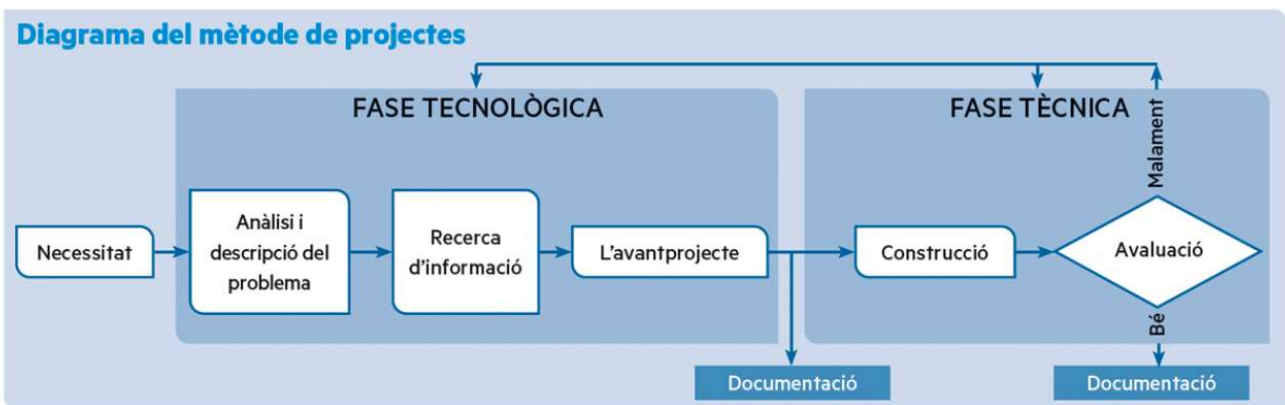 Diagrama del mètode de projectes
FASE TECNOLÒGICA
FASE TÈCNICA
Malament
Necessitat
Anàlisi i
descripció del
problema
Recerca
d'informació
L'avantprojecte
Construcció
Avaluació
Bé
Documentació
Documentació